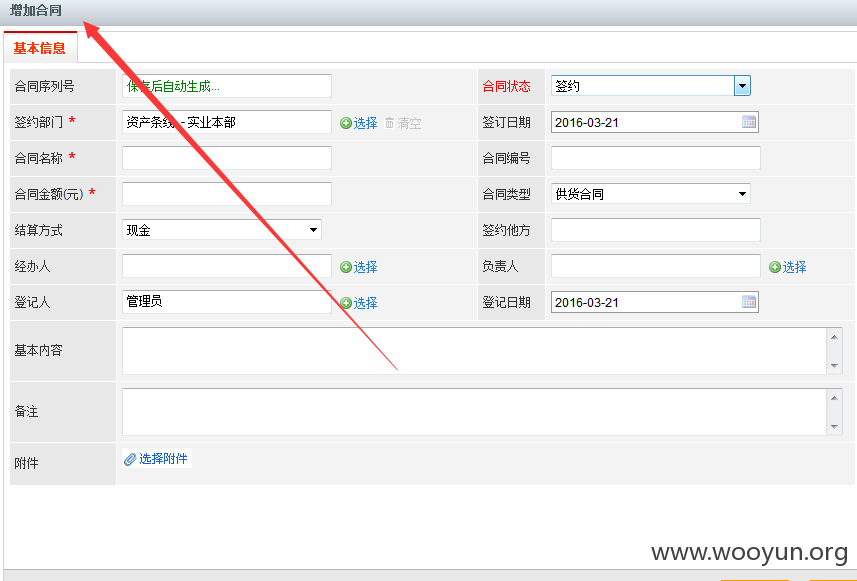 增加合同
基本信息
合同序列号 保存后自动生成... 合同状态 签约
签约部门 * 资产条线 - 实业本部 选择 清空 签订日期 2016-03-21
合同名称 * 合同编号
合同金额(元) * 合同类型 供货合同
结算方式 现金 签约他方
经办人 选择 负责人 选择
登记人 管理员 选择 登记日期 2016-03-21
基本内容
备注
附件 选择附件
www.wooyun.org